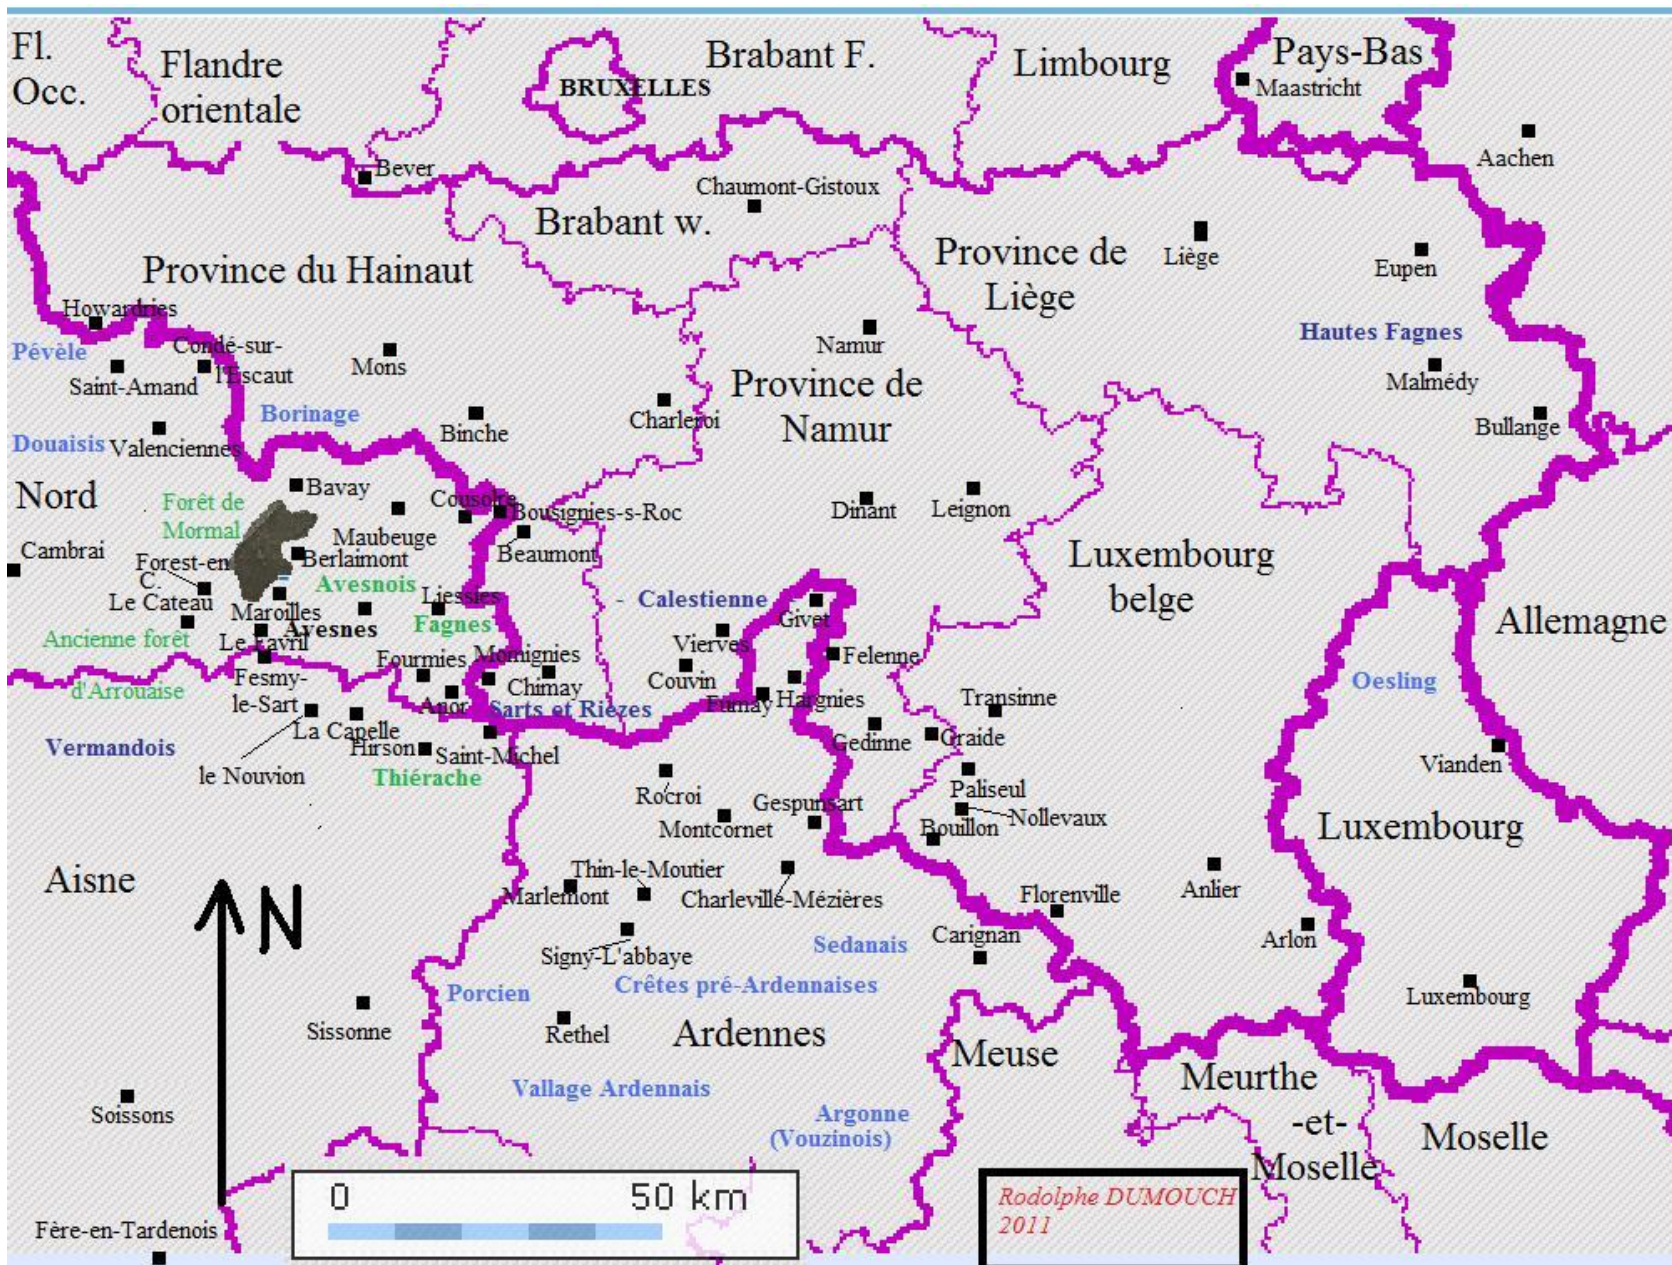 Fl.
Occ.
Flandre
orientale
BRUXELLES
Brabant F.
Limbourg
Pays-Bas
Maastricht
Aachen
Bever
Chaumont-Gistoux
Brabant w.
Province du Hainaut
Province de
Liège
Liège
Eupen
Howardries
Hautes Fagnes
Pévèle
Condé-sur-
l'Escaut
Saint-Amand
Mons
Namur
Malmédy
Province de
Namur
Borinage
Binche
Charleroi
Bullange
Douaisis
Valenciennes
Nord
Bavay
Forêt de
Mormal
Cousolre
Bousignies-s-Roc
Dinant
Leignon
Maubeuge
Beaumont
Cambrai
Berlaimont
Forest-en
C.
Avesnois
Luxembourg
belge
Le Cateau
Maroilles
Liessies
- Calestienne -
Givet
Allemagne
Avesnes
Fagnes
Ancienne forêt
Le Favril
Vierves
Fourmies
Momignies
Felenne
d'Arrouaise
Fesmy-
le-Sart
Chimay
Couvin
Hargnies
Oesling
Anor
Sarts et Rièzes
Fumay
Transinne
La Capelle
Vermandois
Hirson
Saint-Michel
Gedinne
Graide
le Nouvion
Thiérache
Vianden
Rocroi
Paliseul
Gespunsart
Nollevaux
Montcornet
Bouillon
Luxembourg
Thin-le-Moutier
Aisne
Marlemont
Charleville-Mézières
Florenville
Anlier
Sedanais
Carignan
Arlon
Signy-L'abbaye
N
Porcien
Crêtes pré-Ardennaises
Luxembourg
Sissonne
Rethel
Ardennes
Meuse
Meurthe
-et-
Moselle
Vallage Ardennais
Soissons
Argonne
(Vouzinois)
Moselle
0 50 km
Rodolphe DUMOUCH
2011
Fère-en-Tardenois